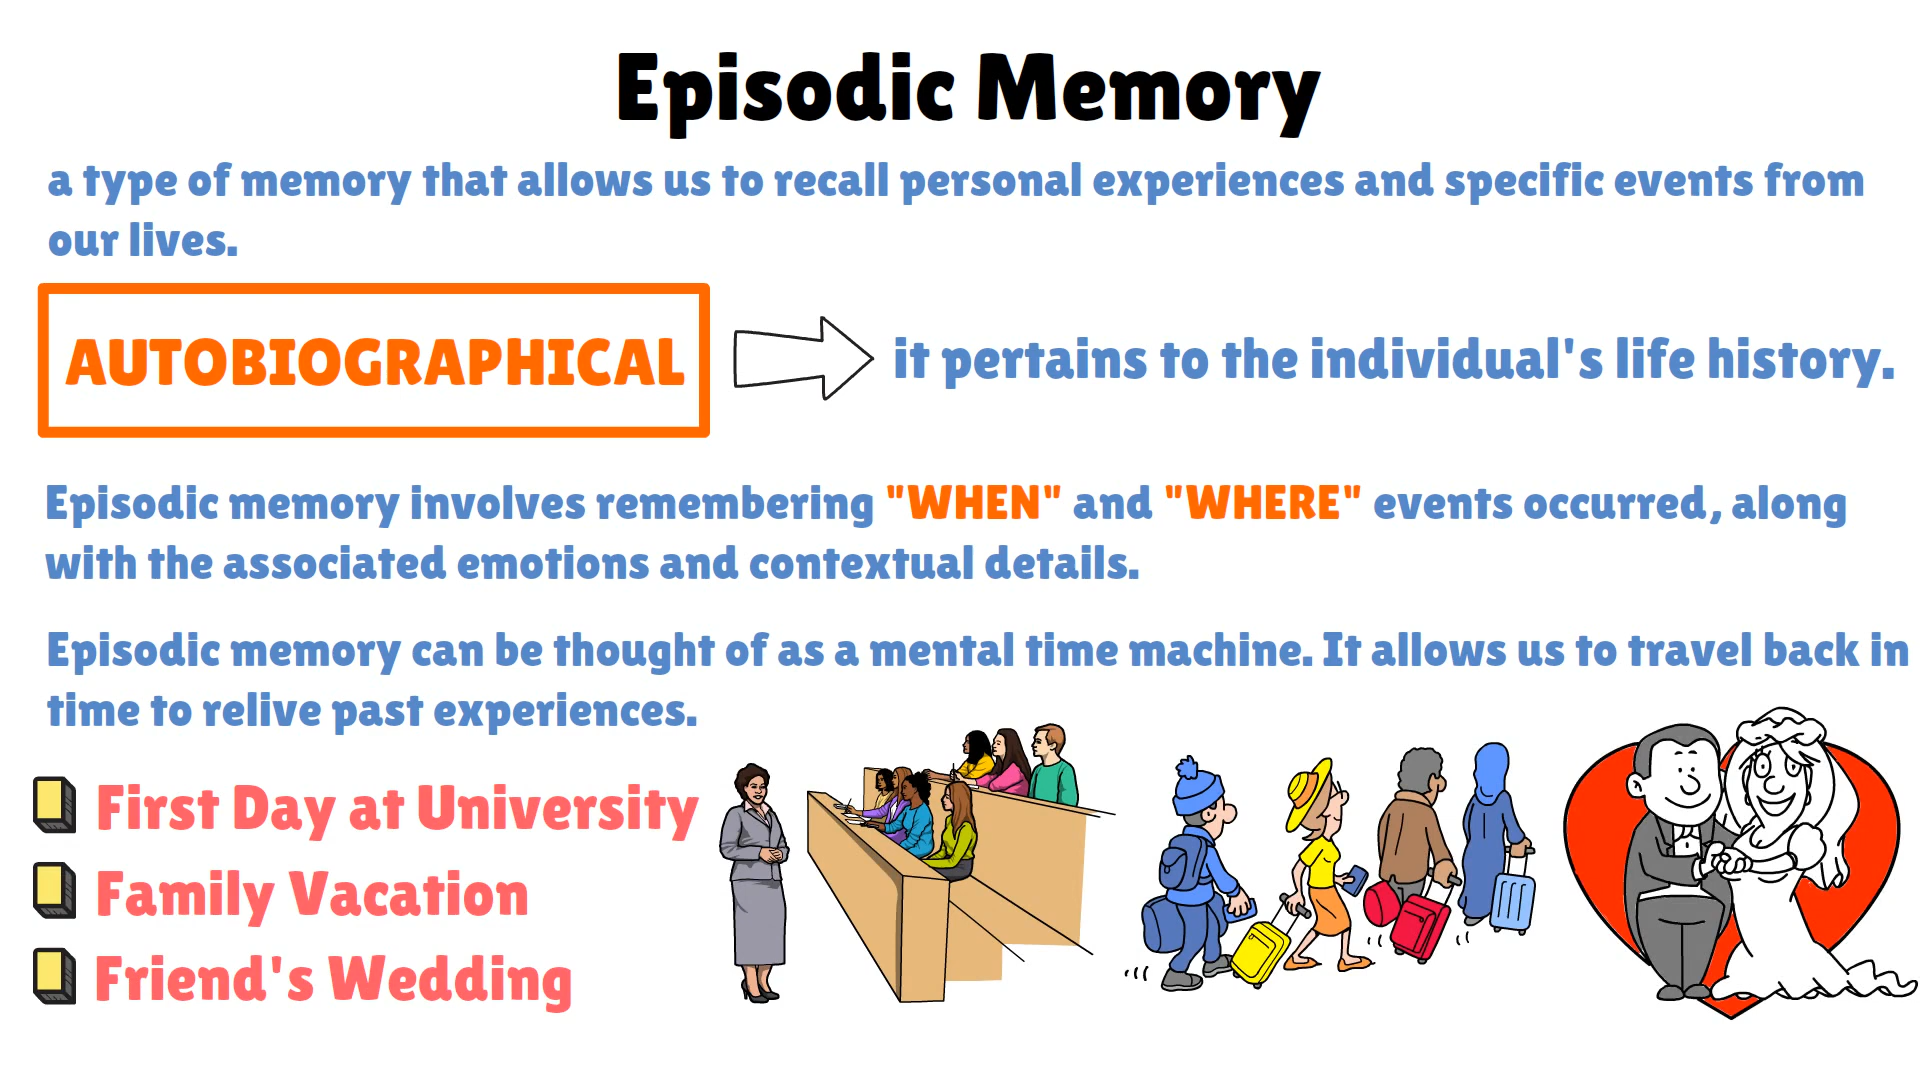 Episodic Memory
a type of memory that allows us to recall personal experiences and specific events from
our lives.
AUTOBIOGRAPHICAL
it pertains to the individual's life history.
Episodic memory involves remembering "WHEN" and "WHERE" events occurred, along
with the associated emotions and contextual details.
Episodic memory can be thought of as a mental time machine. It allows us to travel back in
time to relive past experiences.
First Day at University
Family Vacation
Friend's Wedding